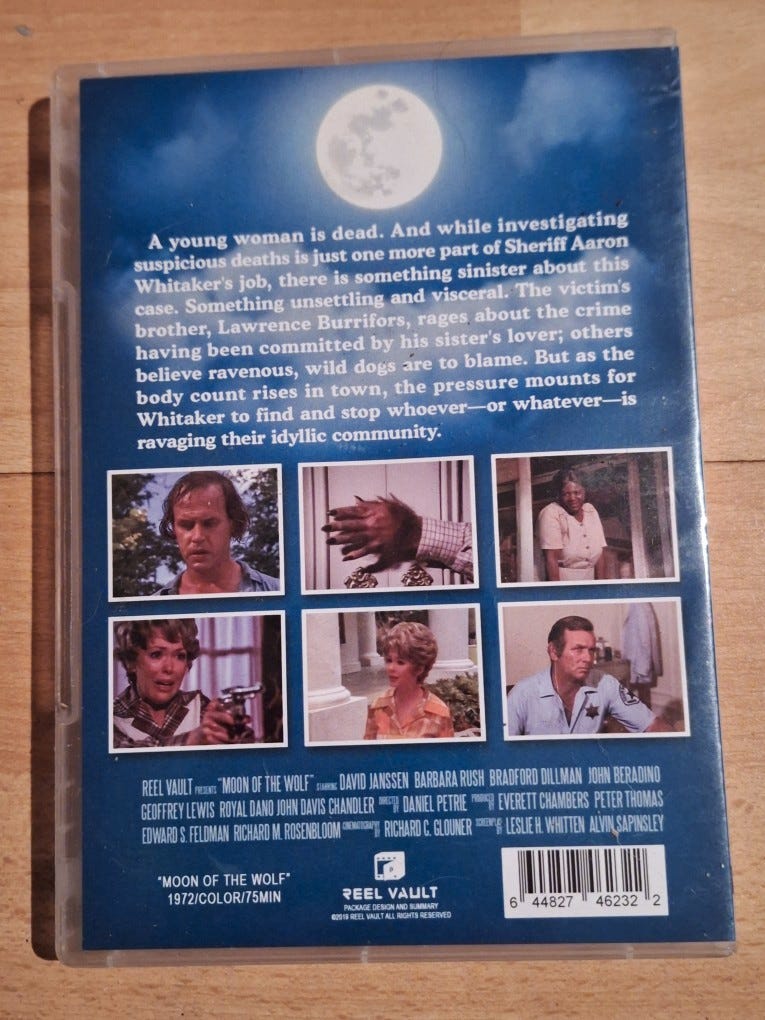 A young woman is dead. And while investigating
suspicious deaths is just one more part of Sheriff Aaron
Whitaker's job, there is something sinister about this
case. Something unsettling and visceral. The victim's
brother, Lawrence Burrifors, rages about the crime
having been committed by his sister's lover; others
believe ravenous, wild dogs are to blame. But as the
body count rises in town, the pressure mounts for
Whitaker to find and stop whoever—or whatever—is
ravaging their idyllic community.
REEL VAULT PRESENTS "MOON OF THE WOLF" STARRING DAVID JANSSEN BARBARA RUSH BRADFORD DILLMAN JOHN BERADINO
GEOFFREY LEWIS ROYAL DANO JOHN DAVIS CHANDLER DIRECTED BY DANIEL PETRIE PRODUCED BY EVERETT CHAMBERS PETER THOMAS
EDWARD S. FELDMAN RICHARD M. ROSENBLOOM CINEMATOGRAPHY BY RICHARD C. GLOUNER SCREENPLAY BY LESLIE H. WHITTEN ALVIN SAPINSLEY
"MOON OF THE WOLF"
1972/COLOR/75MIN
REEL VAULT
PACKAGE DESIGN AND SUMMARY
©2019 REEL VAULT ALL RIGHTS RESERVED
6 44827 46232 2